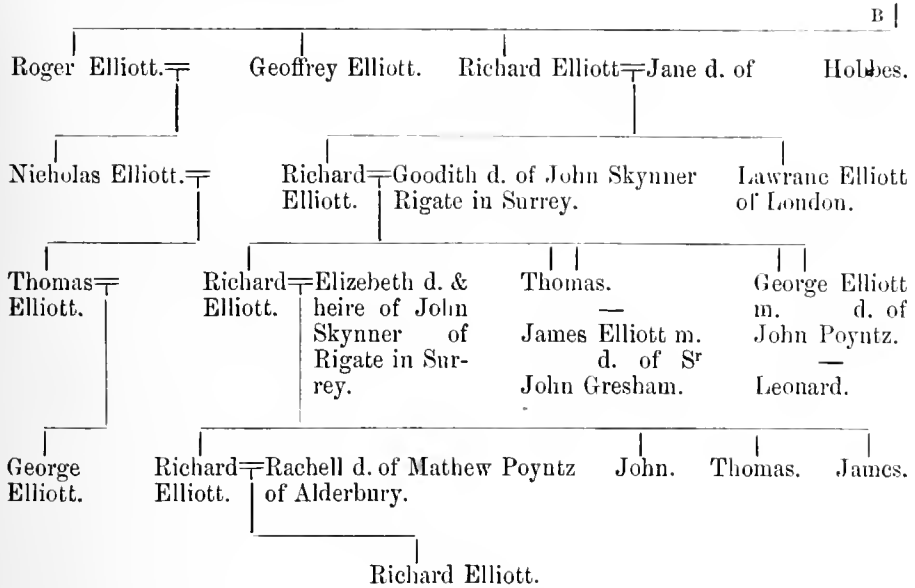 B
Roger Elliott. Geoffrey Elliott. Richard Elliott Jane d. of Hobbes.
Nicholas Elliott. Richard Elliott. Goodith d. of John Skynner Rigate in Surrey. Lawranc Elliott of London.
Thomas Elliott.
Richard Elliott.
Elizebeth d. &
heire of John
Skynner of
Rigate in Sur-
rey.
Thomas.
—
James Elliott m.
d. of Sr
John Gresham.
George Elliott
m. d. of
John Poyntz.
—
Leonard.
George
Elliott.
Richard
Elliott.
Rachell d. of Mathew Poyntz
of Alderbury.
John. Thomas. James.
Richard Elliott.